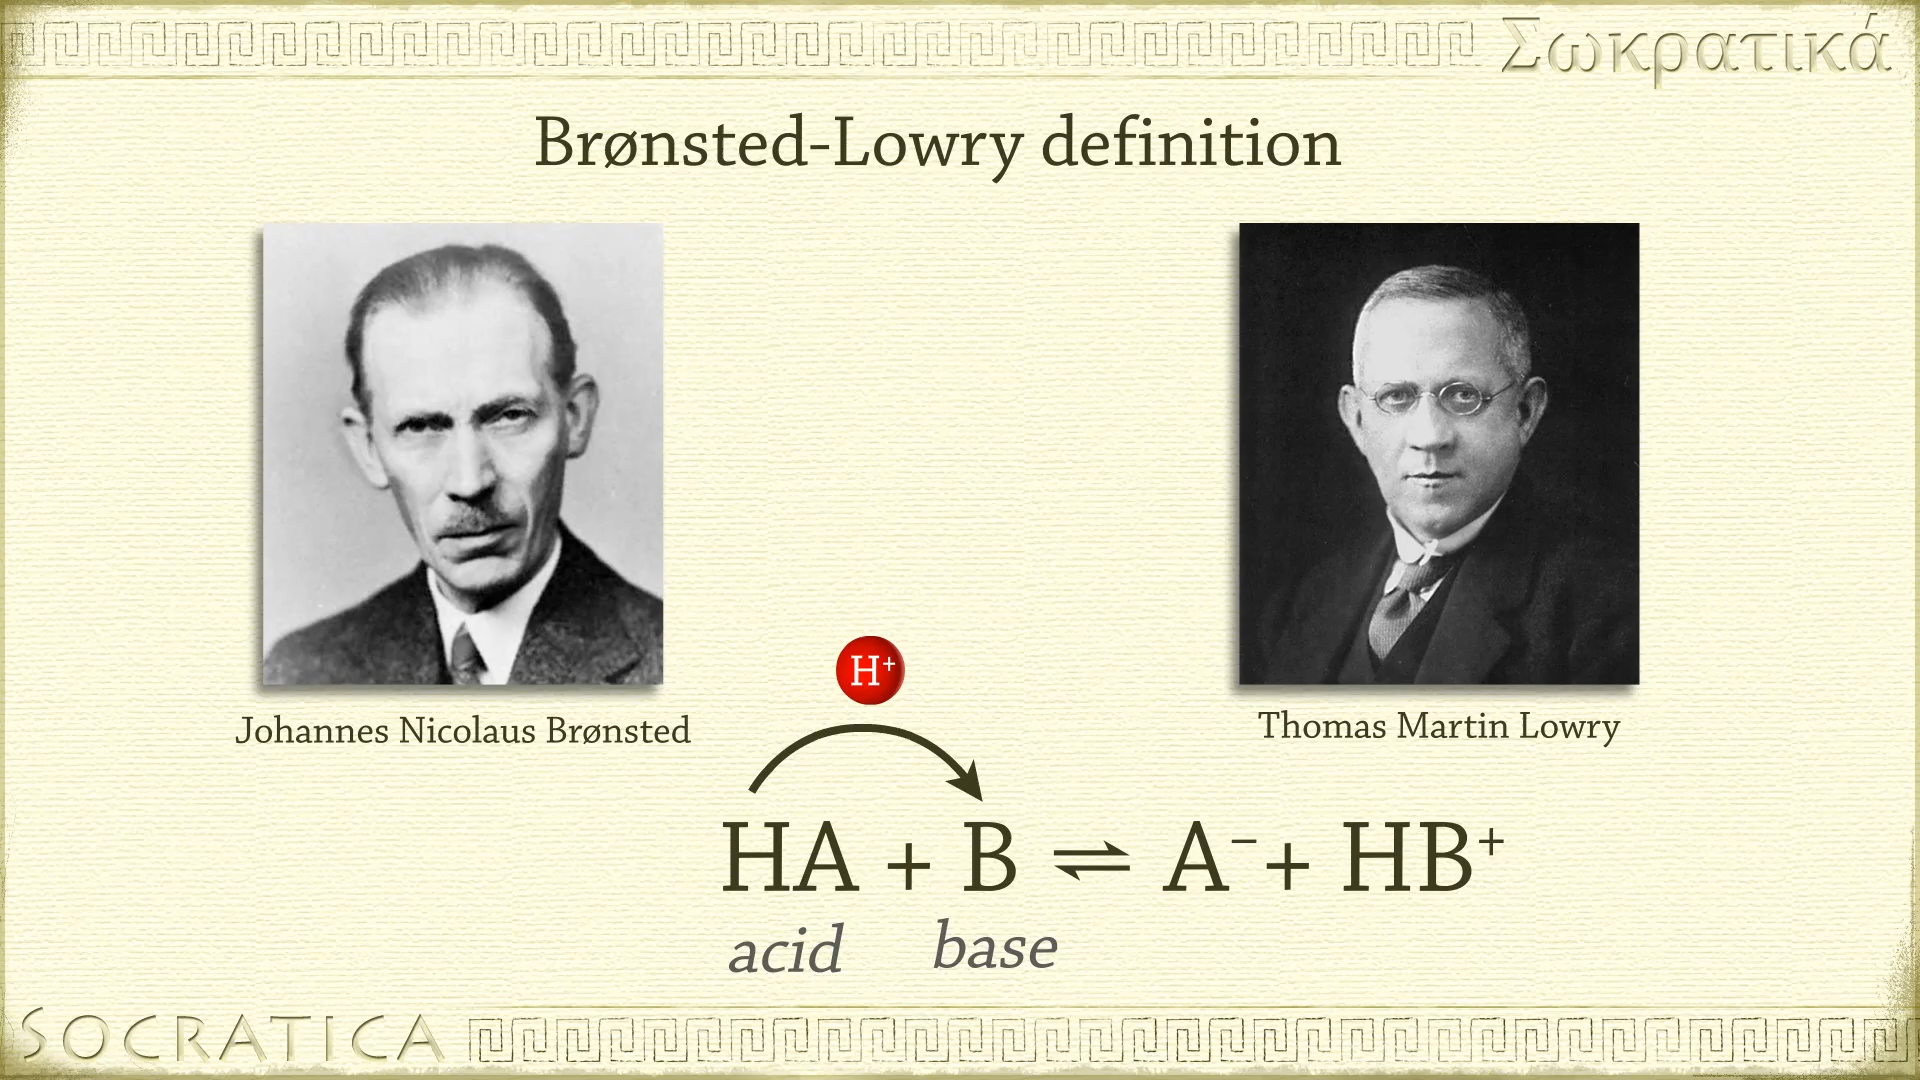 Σωκρατικά
Brønsted-Lowry definition
Johannes Nicolaus Brønsted
Thomas Martin Lowry
H⁺
HA + B ⇌ A⁻ + HB⁺
acid base
SOCRATICA